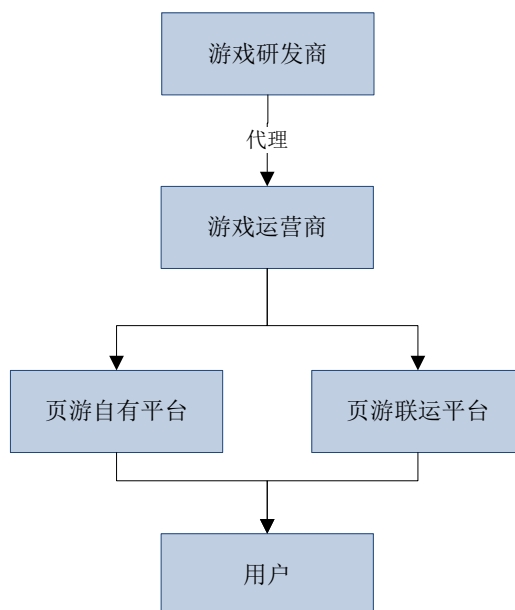 游戏研发商
代理
游戏运营商
页游自有平台
页游联运平台
用户